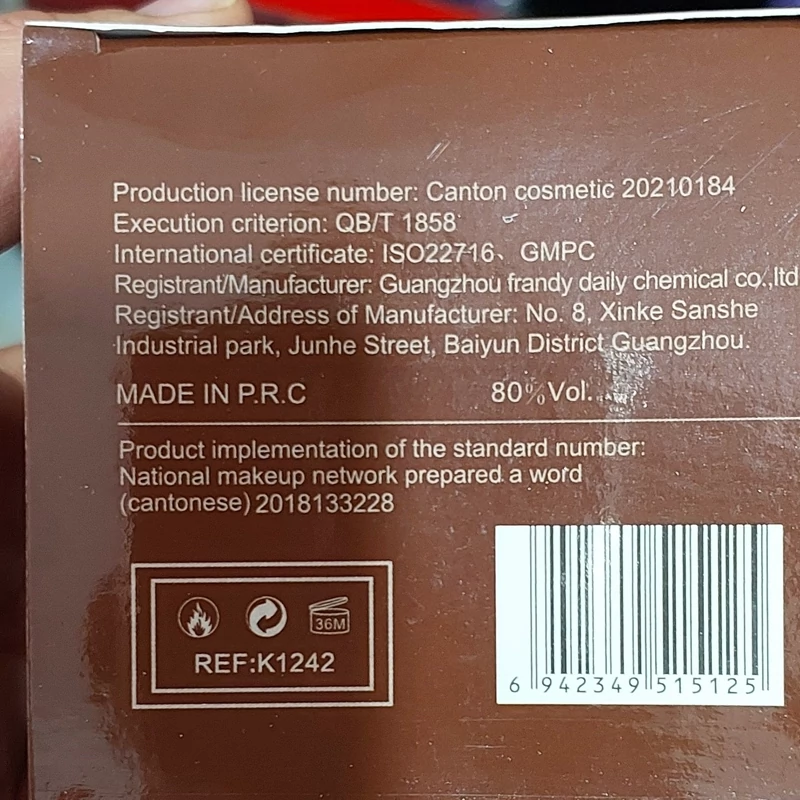 Production license number: Canton cosmetic 20210184
Execution criterion: QB/T 1858
International certificate: ISO22716、GMPC
Registrant/Manufacturer: Guangzhou frandy daily chemical co.,ltd
Registrant/Address of Manufacturer: No. 8, Xinke Sanshe
Industrial park, Junhe Street, Baiyun District Guangzhou.
MADE IN P.R.C 80%Vol.
Product implementation of the standard number:
National makeup network prepared a word
(cantonese) 2018133228
36M
REF:K1242
6 942349 515125